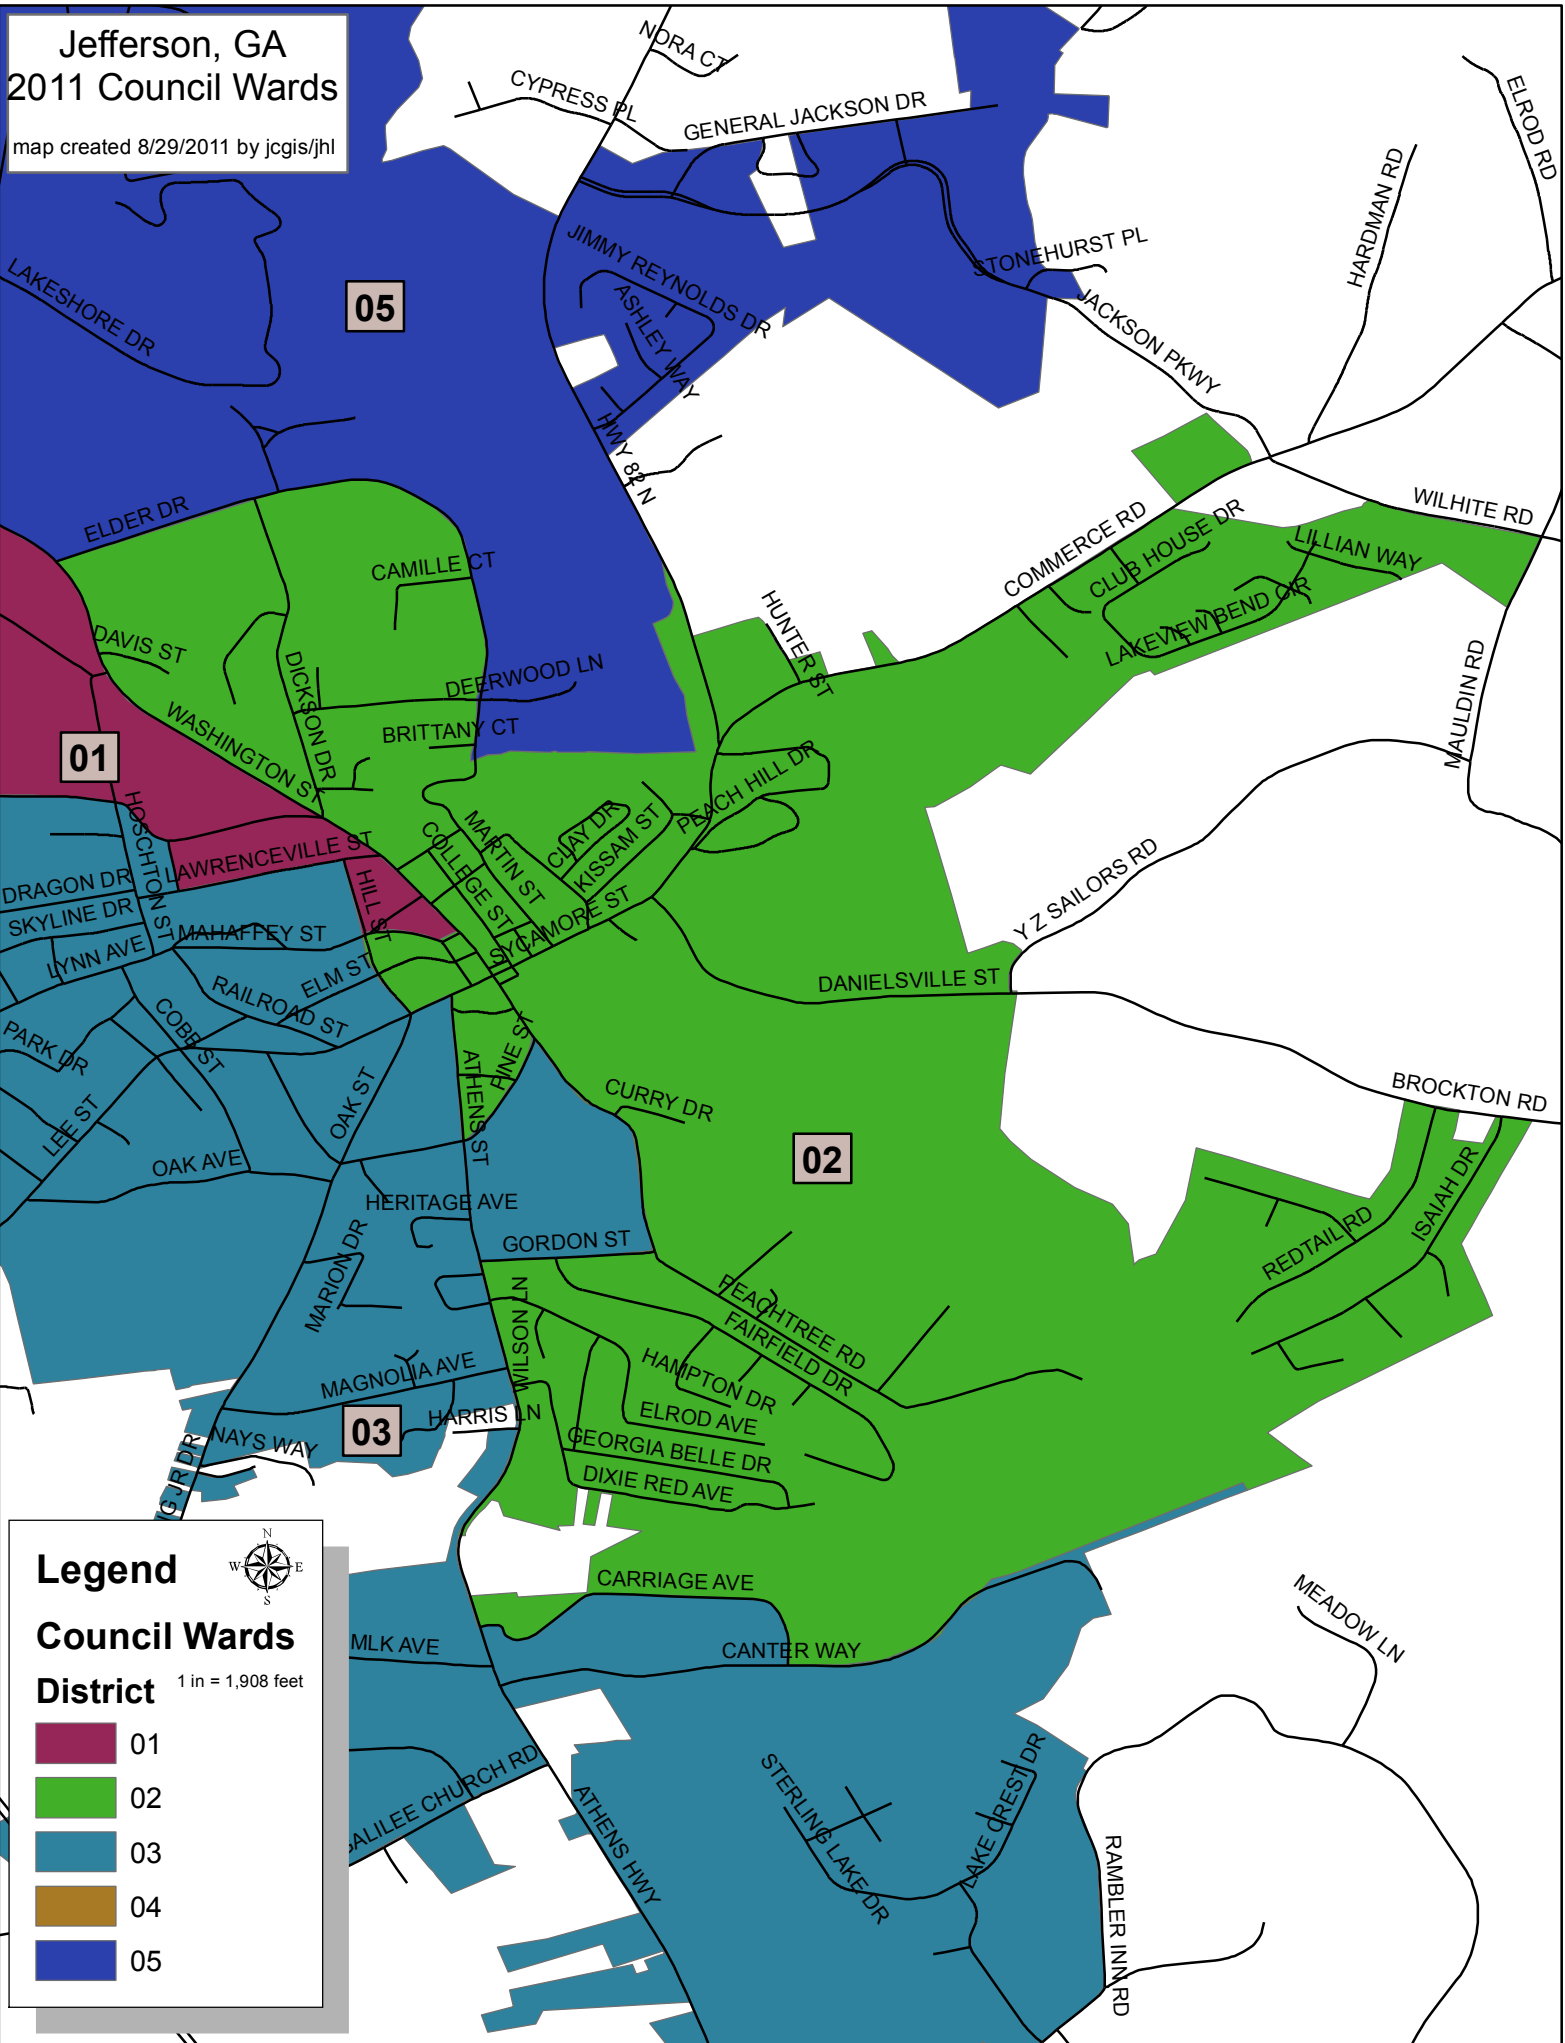 Jefferson, GA
2011 Council Wards
map created 8/29/2011 by jcgis/jhl
NORA CT
CYPRESS PL
GENERAL JACKSON DR
ELROD RD
HARDMAN RD
JIMMY REYNOLDS DR
STONEHURST PL
LAKESHORE DR
05
ASHLEY WAY
JACKSON PKWY
HWY 82 N
ELDER DR
WILHITE RD
COMMERCE RD
CLUB HOUSE DR
LILLIAN WAY
CAMILLE CT
HUNTER ST
LAKEVIEW BEND CIR
DAVIS ST
DICKSON DR
DEERWOOD LN
MAULDIN RD
WASHINGTON ST
BRITTANY CT
01
PEACH HILL DR
HOSCHTON ST
MARTIN ST
CLAY DR
KISSAM ST
COLLEGE ST
LAWRENCEVILLE ST
Y Z SAILORS RD
DRAGON DR
HILL ST
SKYLINE DR
SYCAMORE ST
MAHAFFEY ST
LYNN AVE
ELM ST
DANIELSVILLE ST
RAILROAD ST
COBB ST
PARK DR
PINE ST
ATHENS ST
OAK ST
CURRY DR
BROCKTON RD
LEE ST
02
OAK AVE
HERITAGE AVE
ISAIAH DR
REDTAIL RD
GORDON ST
MARION DR
WILSON LN
PEACHTREE RD
FAIRFIELD DR
HAMPTON DR
MAGNOLIA AVE
ELROD AVE
HARRIS LN
03
NAYS WAY
GEORGIA BELLE DR
DIXIE RED AVE
G JR DR
Legend
N
W E
S
CARRIAGE AVE
MEADOW LN
Council Wards
MLK AVE
CANTER WAY
District
1 in = 1,908 feet
01
02
03
04
05
GALILEE CHURCH RD
ATHENS HWY
STERLING LAKE DR
LAKE CREST DR
RAMBLER INN RD